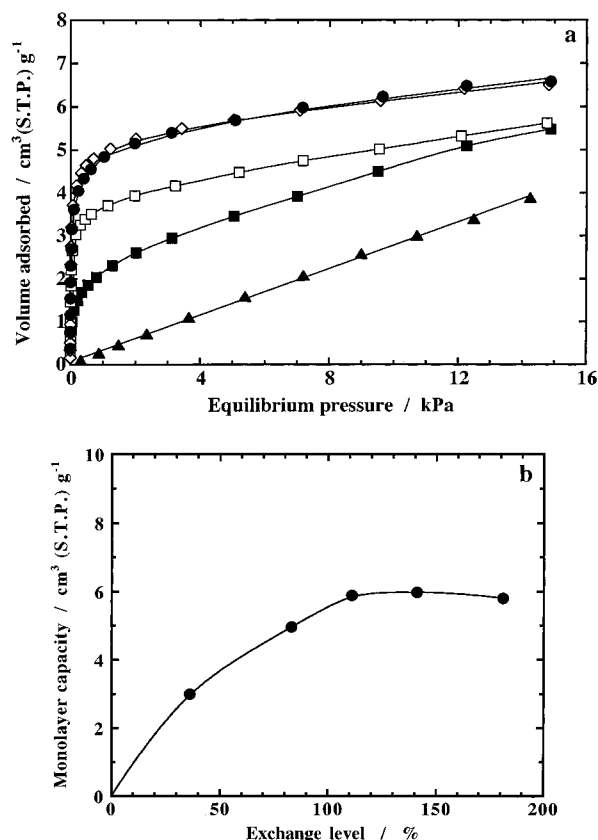 a
8
7
6
5
4
3
2
1
0
0 4 8 12 16
Volume adsorbed / cm³(S.T.P.) g⁻¹
Equilibrium pressure / kPa
b
10
8
6
4
2
0
0 50 100 150 200
Monolayer capacity / cm³ (S.T.P.) g⁻¹
Exchange level / %